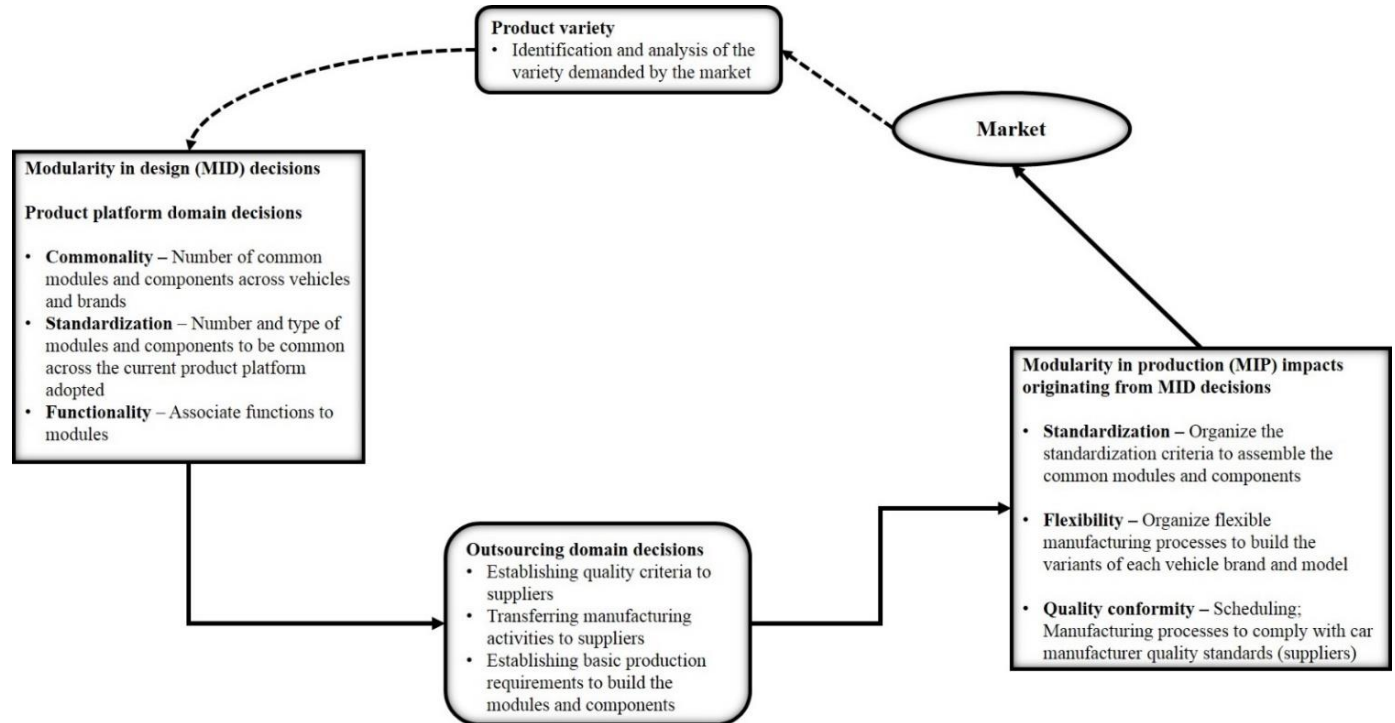 Product variety
• Identification and analysis of the
variety demanded by the market
Market
Modularity in design (MID) decisions
Product platform domain decisions
• Commonality – Number of common
modules and components across vehicles
and brands
• Standardization – Number and type of
modules and components to be common
across the current product platform
adopted
• Functionality – Associate functions to
modules
Outsourcing domain decisions
• Establishing quality criteria to
suppliers
• Transferring manufacturing
activities to suppliers
• Establishing basic production
requirements to build the
modules and components
Modularity in production (MIP) impacts
originating from MID decisions
• Standardization – Organize the
standardization criteria to assemble the
common modules and components
• Flexibility – Organize flexible
manufacturing processes to build the
variants of each vehicle brand and model
• Quality conformity – Scheduling;
Manufacturing processes to comply with car
manufacturer quality standards (suppliers)